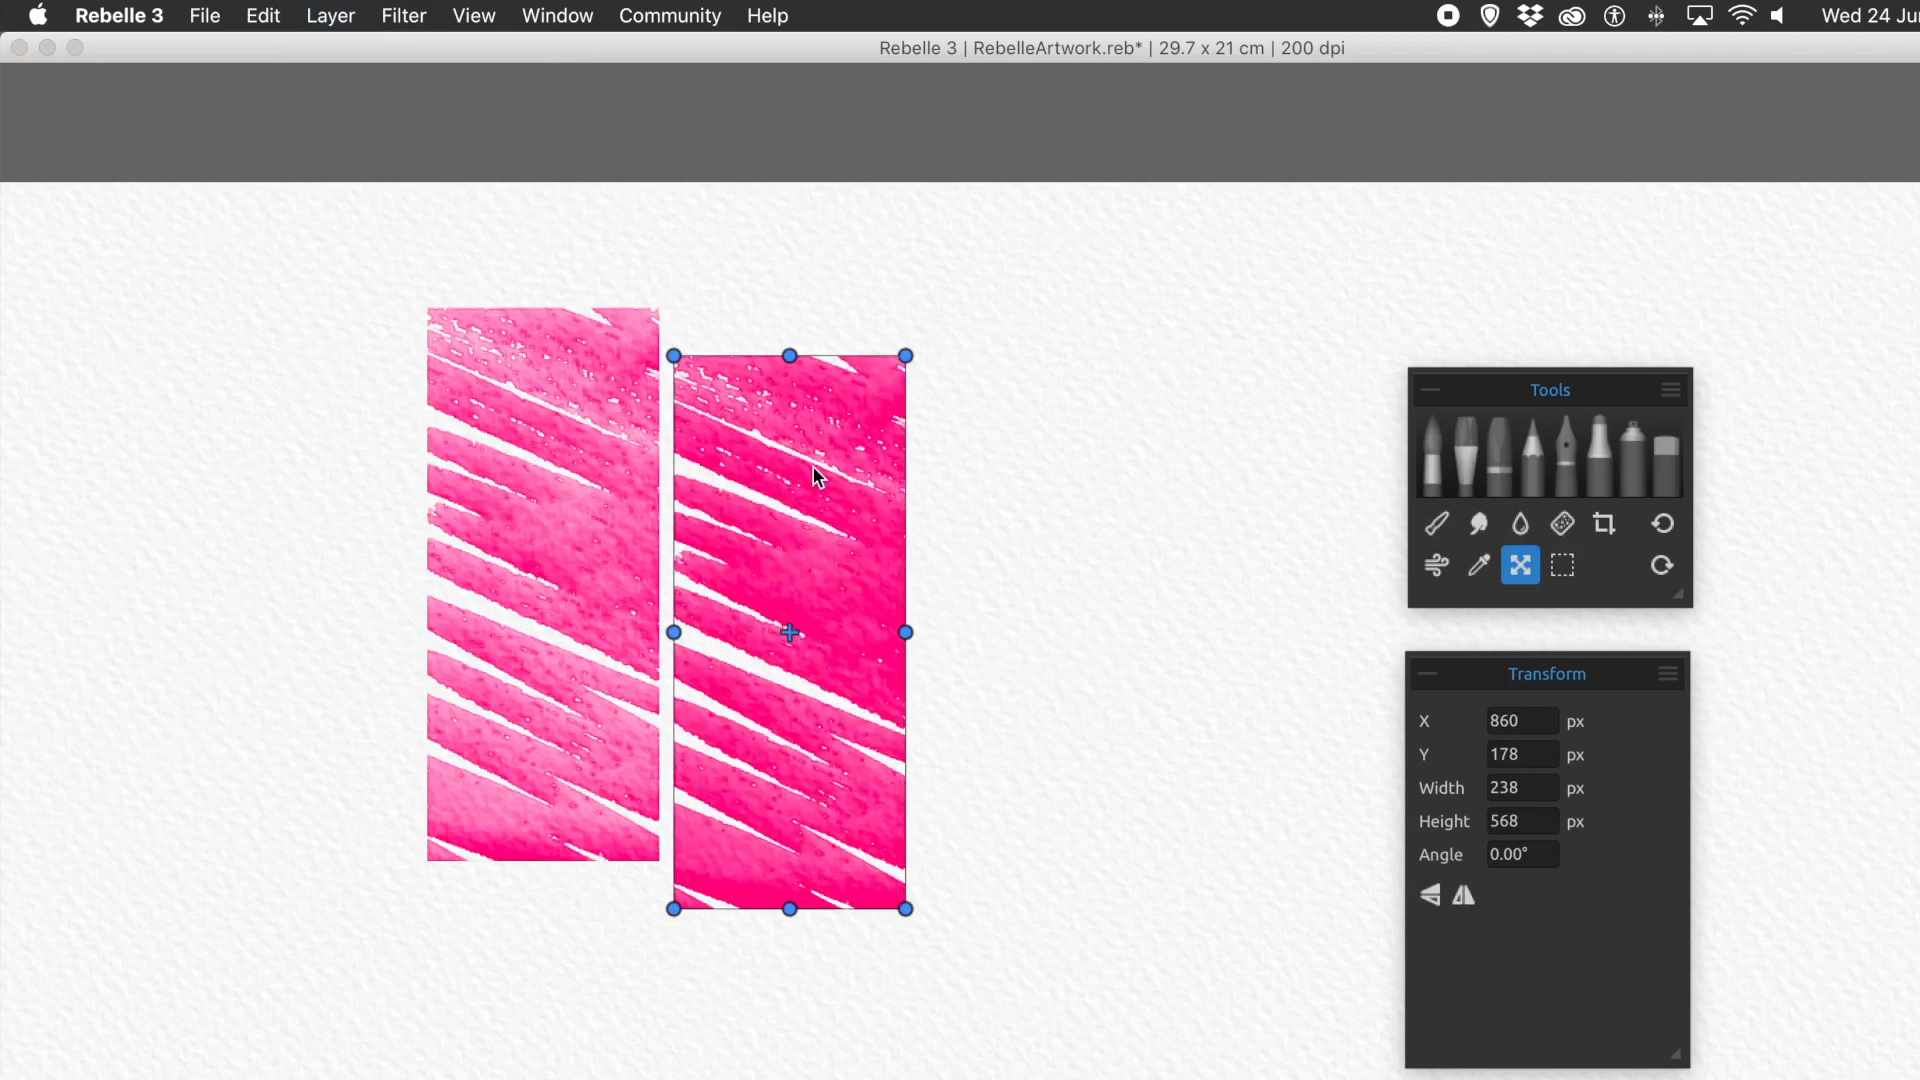 Rebelle 3 File Edit Layer Filter View Window Community Help Wed 24 Jun
Rebelle 3 | RebelleArtwork.reb* | 29.7 x 21 cm | 200 dpi
Tools
Transform
X 860 px
Y 178 px
Width 238 px
Height 568 px
Angle 0.00°